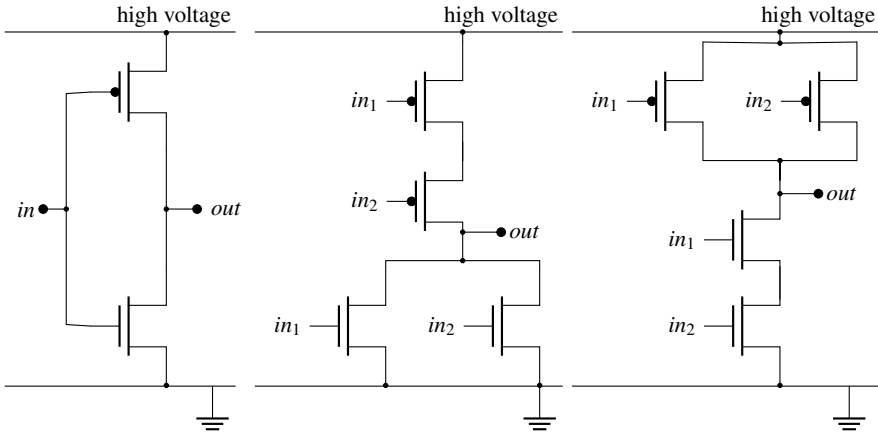 high voltage
in
out
high voltage
in1
in2
out
in1
in2
high voltage
in1
in2
out
in1
in2